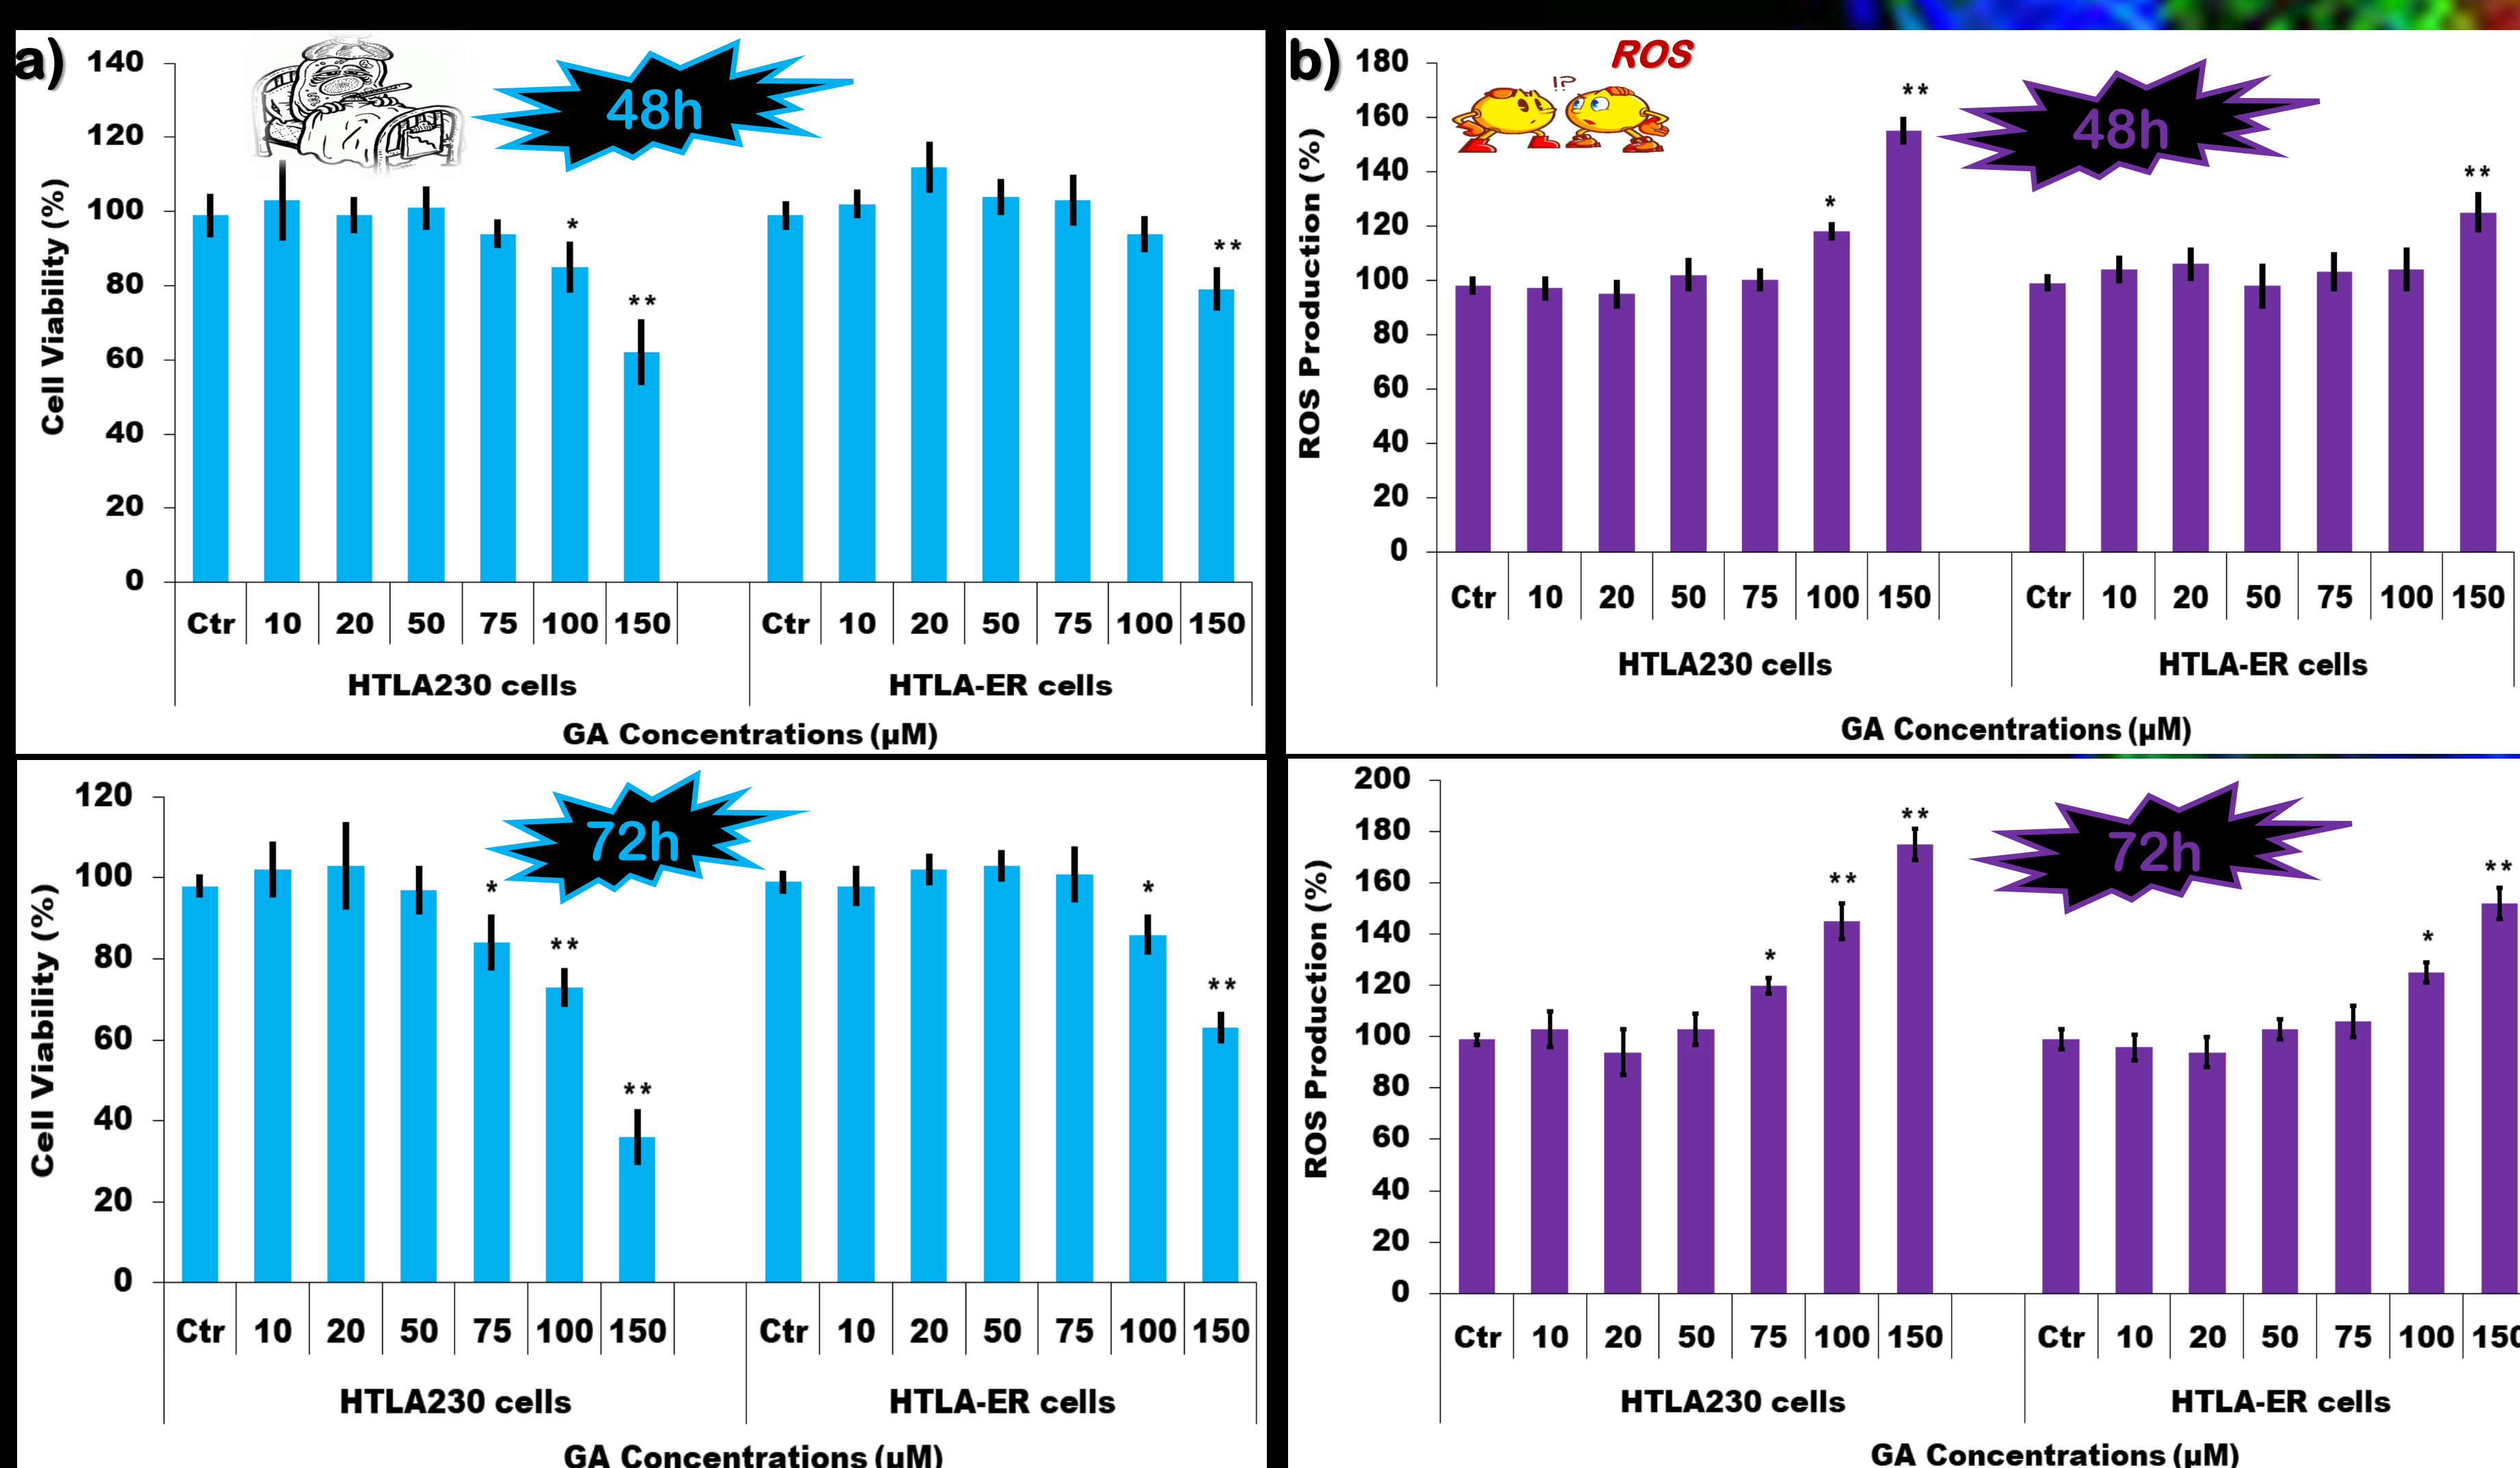 a)
48h
Cell Viability (%)
140
120
100
80
60
40
20
0
*
**
**
Ctr 10 20 50 75 100 150 Ctr 10 20 50 75 100 150
HTLA230 cells HTLA-ER cells
GA Concentrations (µM)
b)
ROS
!?
48h
ROS Production (%)
180
160
140
120
100
80
60
40
20
0
*
**
**
Ctr 10 20 50 75 100 150 Ctr 10 20 50 75 100 150
HTLA230 cells HTLA-ER cells
GA Concentrations (µM)
72h
Cell Viability (%)
120
100
80
60
40
20
0
*
**
**
*
**
Ctr 10 20 50 75 100 150 Ctr 10 20 50 75 100 150
HTLA230 cells HTLA-ER cells
GA Concentrations (µM)
72h
ROS Production (%)
200
180
160
140
120
100
80
60
40
20
0
*
**
**
*
**
Ctr 10 20 50 75 100 150 Ctr 10 20 50 75 100 150
HTLA230 cells HTLA-ER cells
GA Concentrations (µM)